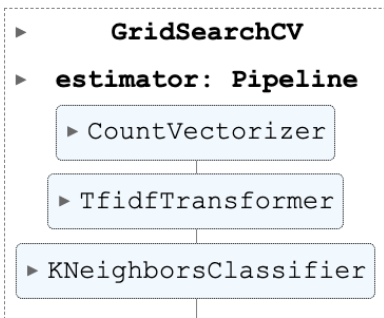 GridSearchCV
estimator: Pipeline
CountVectorizer
TfidfTransformer
KNeighborsClassifier